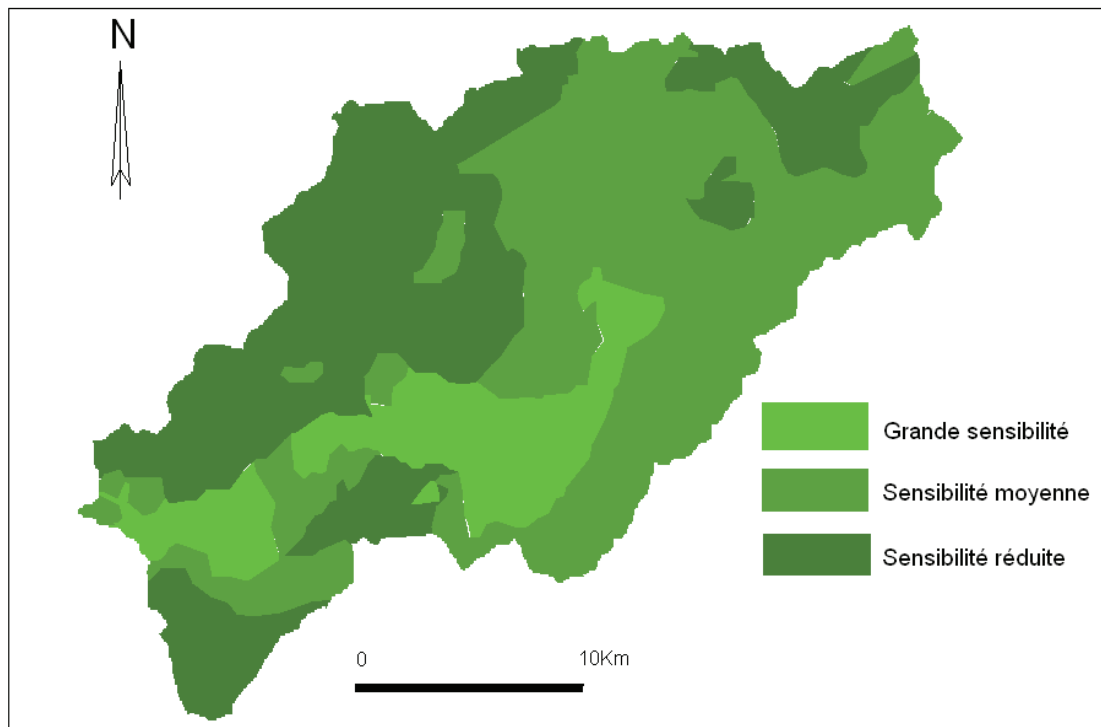 N
Grande sensibilité
Sensibilité moyenne
Sensibilité réduite
0 10Km